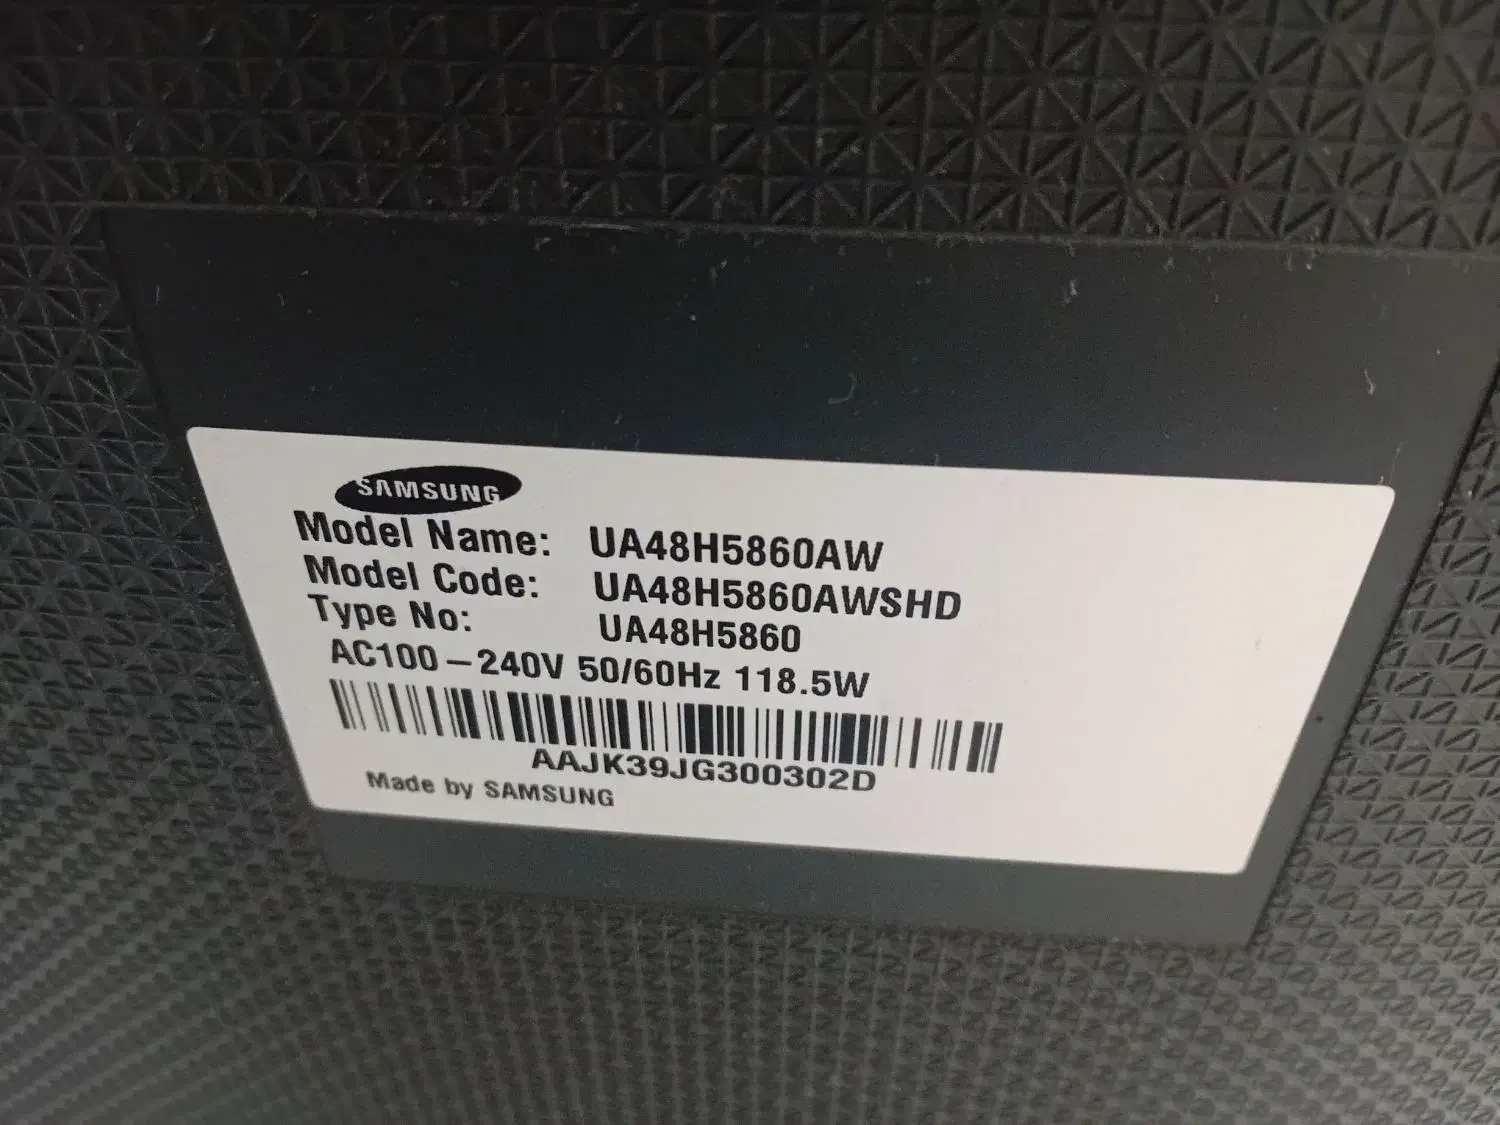 SAMSUNG
Model Name: UA48H5860AW
Model Code: UA48H5860AWSHD
Type No: UA48H5860
AC100–240V 50/60Hz 118.5W
AAJK39JG300302D
Made by SAMSUNG